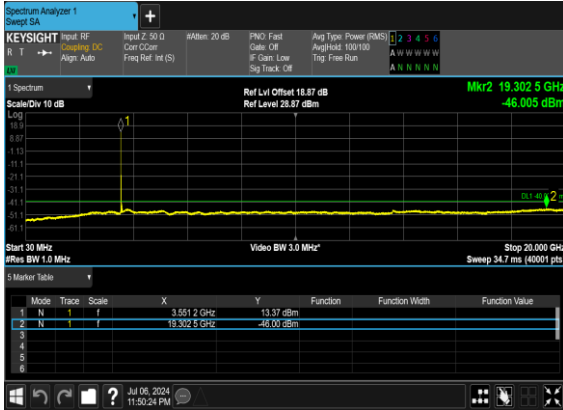 Spectrum Analyzer 1
Swept SA
+
KEYSIGHT Input: RF Input Z: 50 Ω #Atten: 20 dB PNO: Fast Avg Type: Power (RMS) 1 2 3 4 5 6
R T Coupling: DC Corr CCorr Gate: Off Avg|Hold: 100/100 A W W W W W
Align: Auto Freq Ref: Int (S) IF Gain: Low Trig: Free Run
Sig Track: Off A N N N N N
1 Spectrum Ref Lvl Offset 18.87 dB Mkr2 19.302 5 GHz
Scale/Div 10 dB Ref Level 28.87 dBm -46.005 dBm
Log
18.9
8.87
-1.13
-11.1
-21.1
-31.1
-41.1
-51.1
-61.1
1
2
Start 30 MHz Video BW 3.0 MHz* Stop 20.000 GHz
#Res BW 1.0 MHz Sweep 34.7 ms (40001 pts
5 Marker Table
Mode Trace Scale X Y Function Function Width Function Value
1 N 1 f 3.551 2 GHz 13.37 dBm
2 N 1 f 19.302 5 GHz -46.00 dBm
3
4
5
6
? Jul 06, 2024
11:50:24 PM